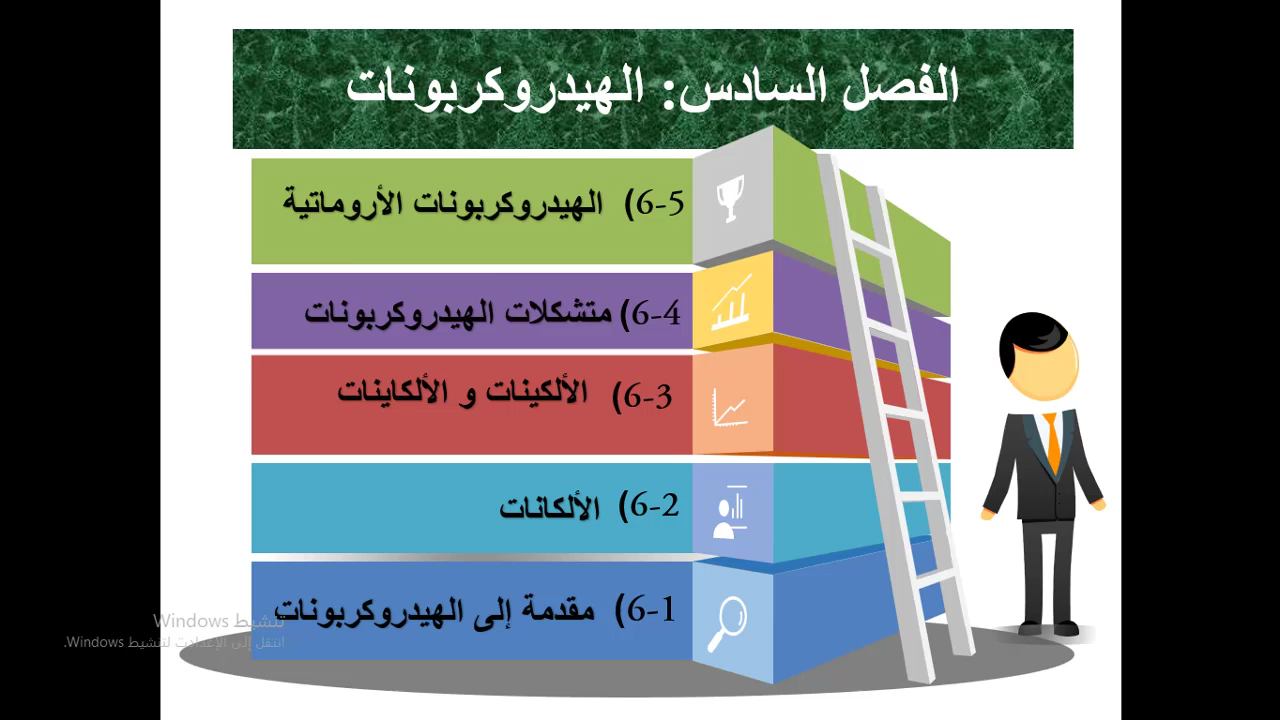 الفصل السادس: الهيدروكربونات
6-5) الهيدروكربونات الأروماتية
6-4) متشكلات الهيدروكربونات
6-3) الألكينات و الألكاينات
6-2) الألكانات
6-1) مقدمة إلى الهيدروكربونات
تنشيط Windows
انتقل إلى الإعدادات لتنشيط Windows.